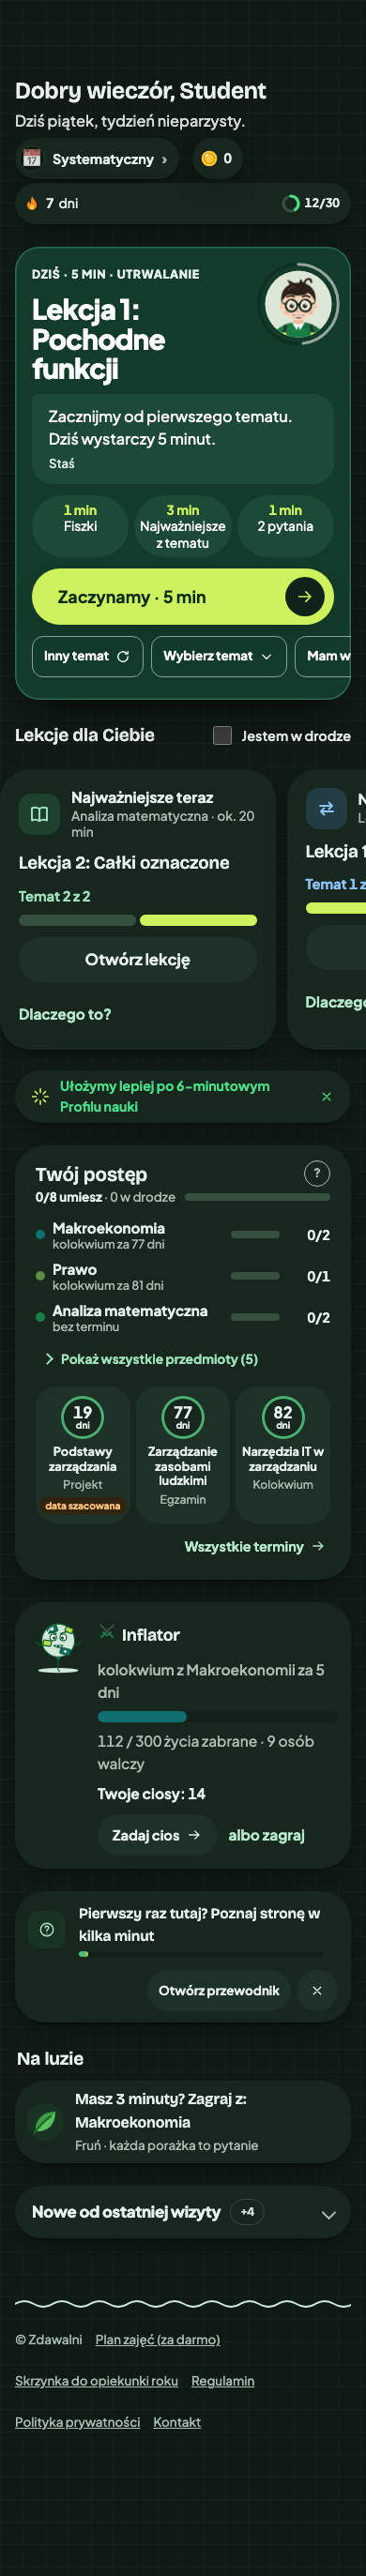 Dobry wieczór, Student
Dziś piątek, tydzień nieparzysty.
Systematyczny ›
0
7 dni
12/30
DZIŚ · 5 MIN · UTRWALANIE
Lekcja 1:
Pochodne
funkcji
Zacznijmy od pierwszego tematu.
Dziś wystarczy 5 minut.
Staś
1 min
Fiszki
3 min
Najważniejsze
z tematu
1 min
2 pytania
Zaczynamy · 5 min
Inny temat
Wybierz temat
Mam w
Lekcje dla Ciebie
Jestem w drodze
Najważniejsze teraz
Analiza matematyczna · ok. 20
min
Lekcja 2: Całki oznaczone
Temat 2 z 2
Otwórz lekcję
Dlaczego to?
N
L
Lekcja 1
Temat 1 z
Dlaczego
Ułożymy lepiej po 6-minutowym
Profilu nauki
Twój postęp
?
0/8 umiesz · 0 w drodze
Makroekonomia
kolokwium za 77 dni
0/2
Prawo
kolokwium za 81 dni
0/1
Analiza matematyczna
bez terminu
0/2
Pokaż wszystkie przedmioty (5)
19
dni
Podstawy
zarządzania
Projekt
data szacowana
77
dni
Zarządzanie
zasobami
ludzkimi
Egzamin
82
dni
Narzędzia IT w
zarządzaniu
Kolokwium
Wszystkie terminy →
Inflator
kolokwium z Makroekonomii za 5
dni
112 / 300 życia zabrane · 9 osób
walczy
Twoje ciosy: 14
Zadaj cios →
albo zagraj
Pierwszy raz tutaj? Poznaj stronę w
kilka minut
Otwórz przewodnik
Na luzie
Masz 3 minuty? Zagraj z:
Makroekonomia
Fruń · każda porażka to pytanie
Nowe od ostatniej wizyty
+4
© Zdawalni Plan zajęć (za darmo)
Skrzynka do opiekunki roku Regulamin
Polityka prywatności Kontakt